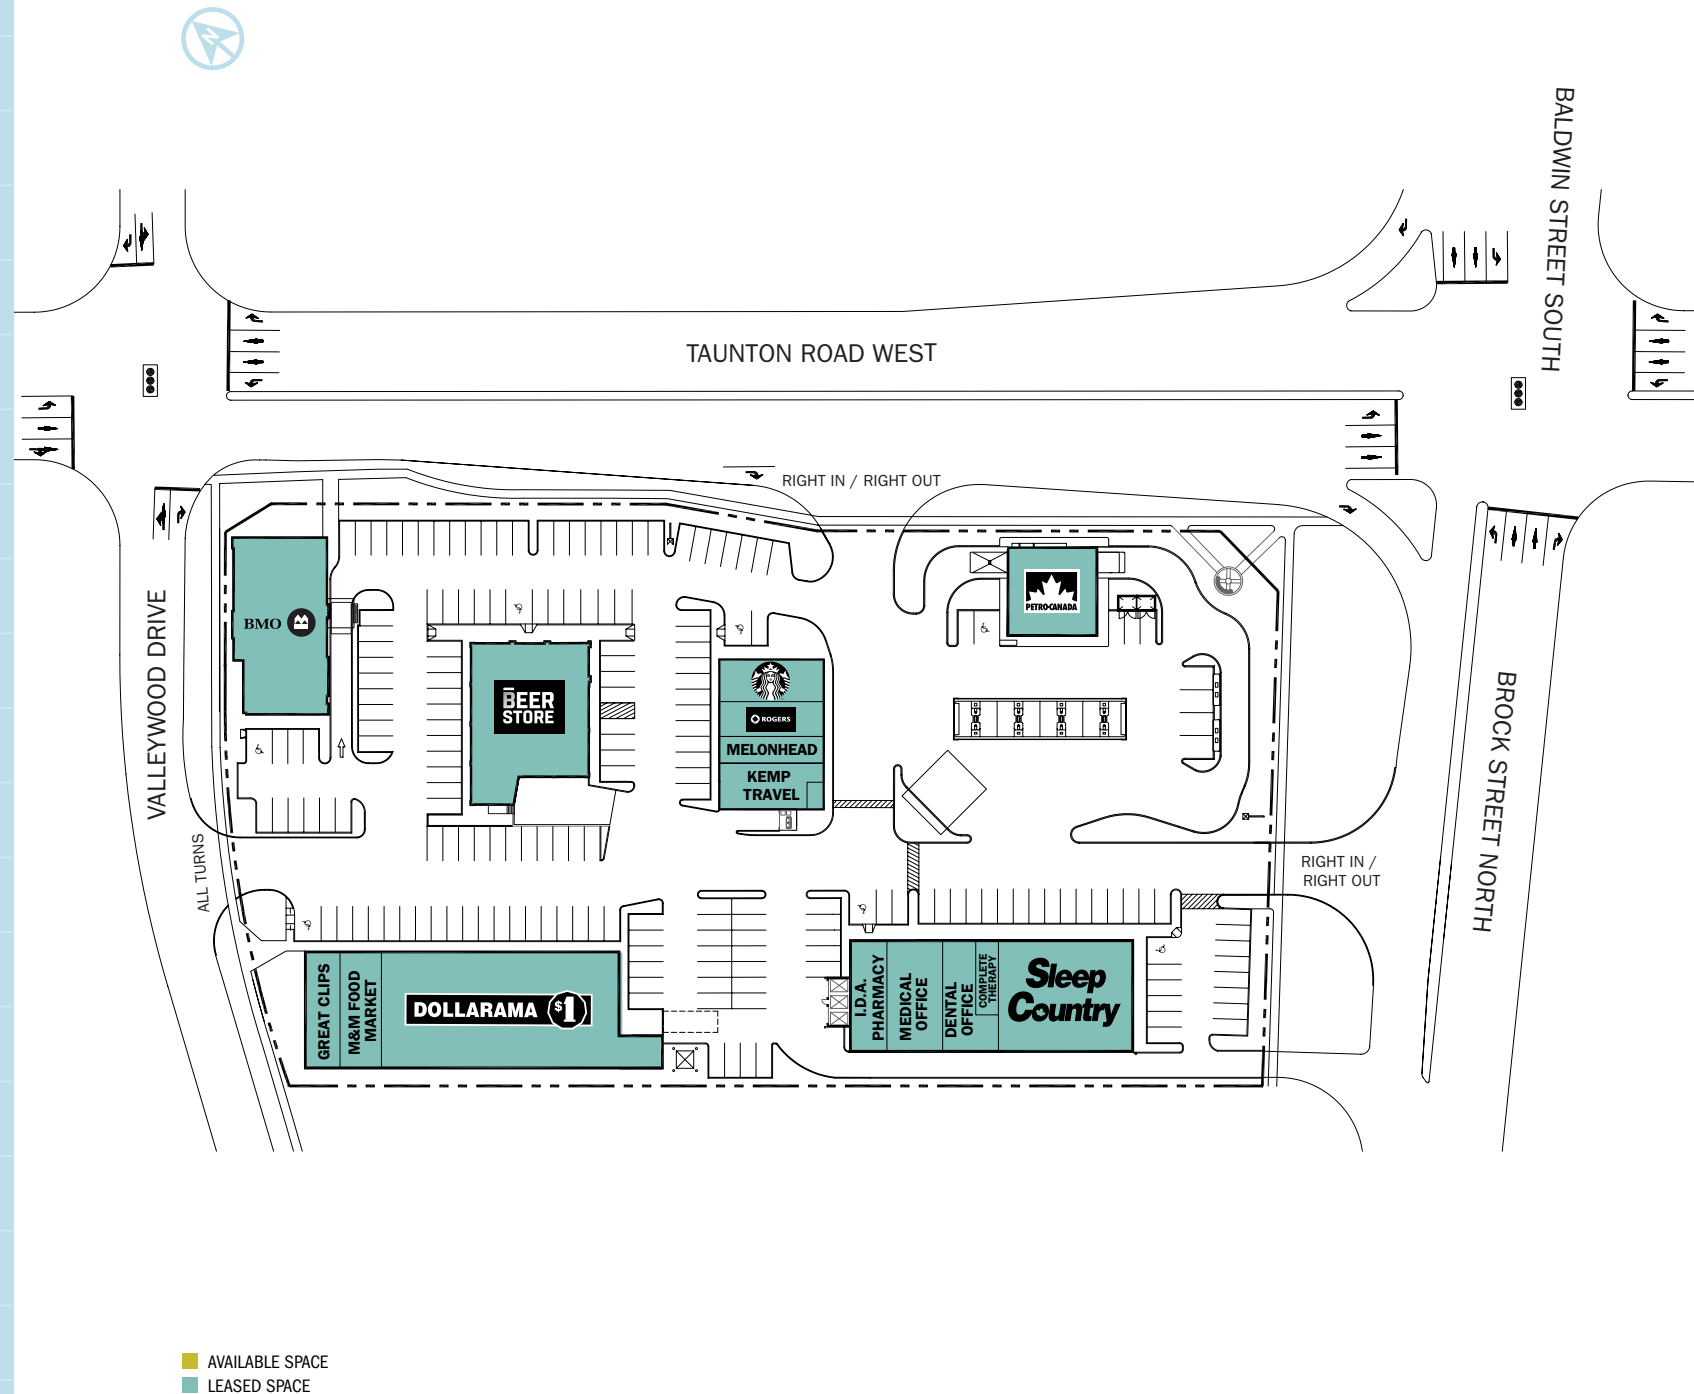 N
BALDWIN STREET SOUTH
TAUNTON ROAD WEST
RIGHT IN / RIGHT OUT
VALLEYWOOD DRIVE
BMO
BEER
STORE
PETRO-CANADA
ROGERS
MELONHEAD
KEMP
TRAVEL
BROCK STREET NORTH
ALL TURNS
RIGHT IN /
RIGHT OUT
GREAT CLIPS
M&M FOOD
MARKET
DOLLARAMA $1
I.D.A.
PHARMACY
MEDICAL
OFFICE
DENTAL
OFFICE
COMPLETE
THERAPY
Sleep
Country
AVAILABLE SPACE
LEASED SPACE